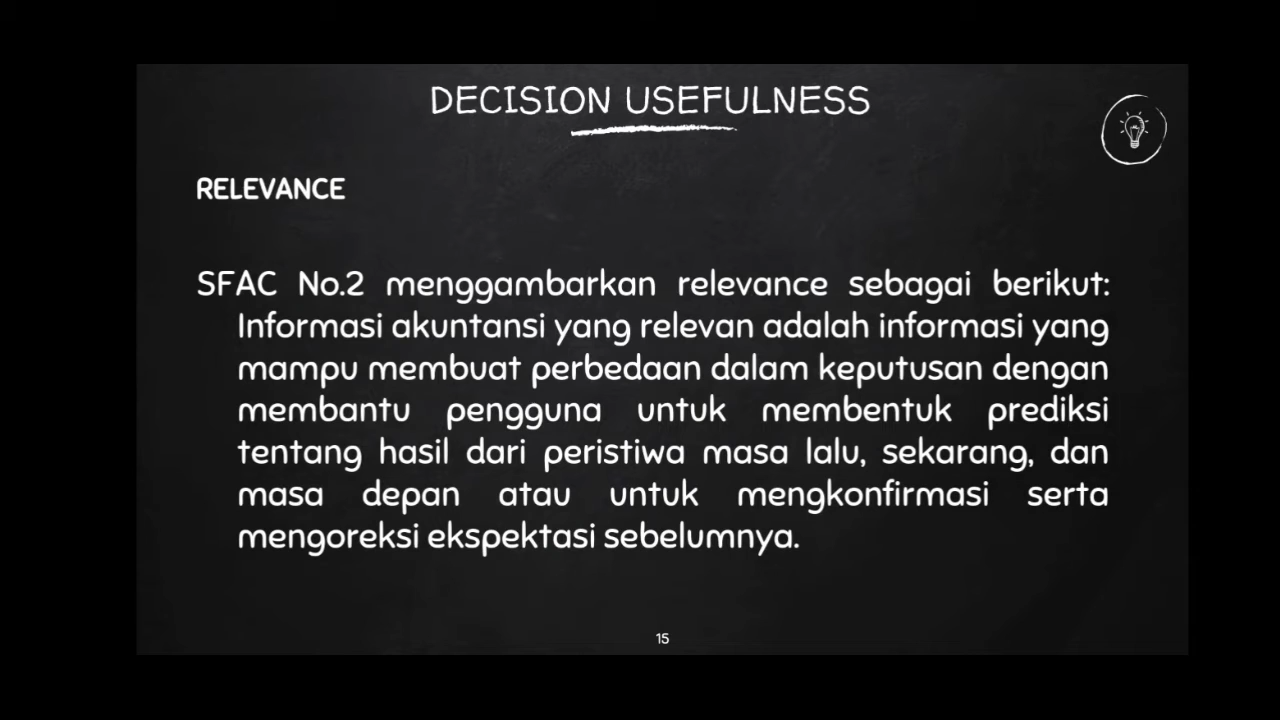 DECISION USEFULNESS
RELEVANCE
SFAC No.2 menggambarkan relevance sebagai berikut:
Informasi akuntansi yang relevan adalah informasi yang
mampu membuat perbedaan dalam keputusan dengan
membantu pengguna untuk membentuk prediksi
tentang hasil dari peristiwa masa lalu, sekarang, dan
masa depan atau untuk mengkonfirmasi serta
mengoreksi ekspektasi sebelumnya.
15